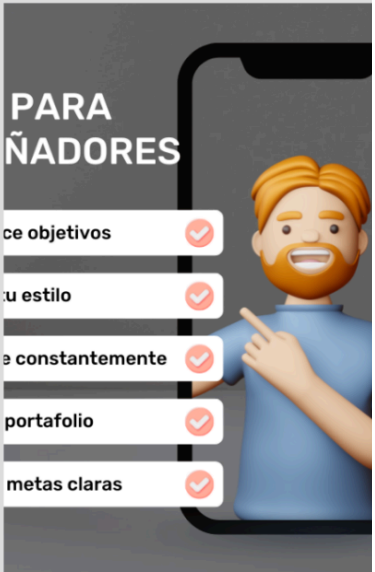 PARA
ÑADORES
ce objetivos
tu estilo
e constantemente
portafolio
metas claras